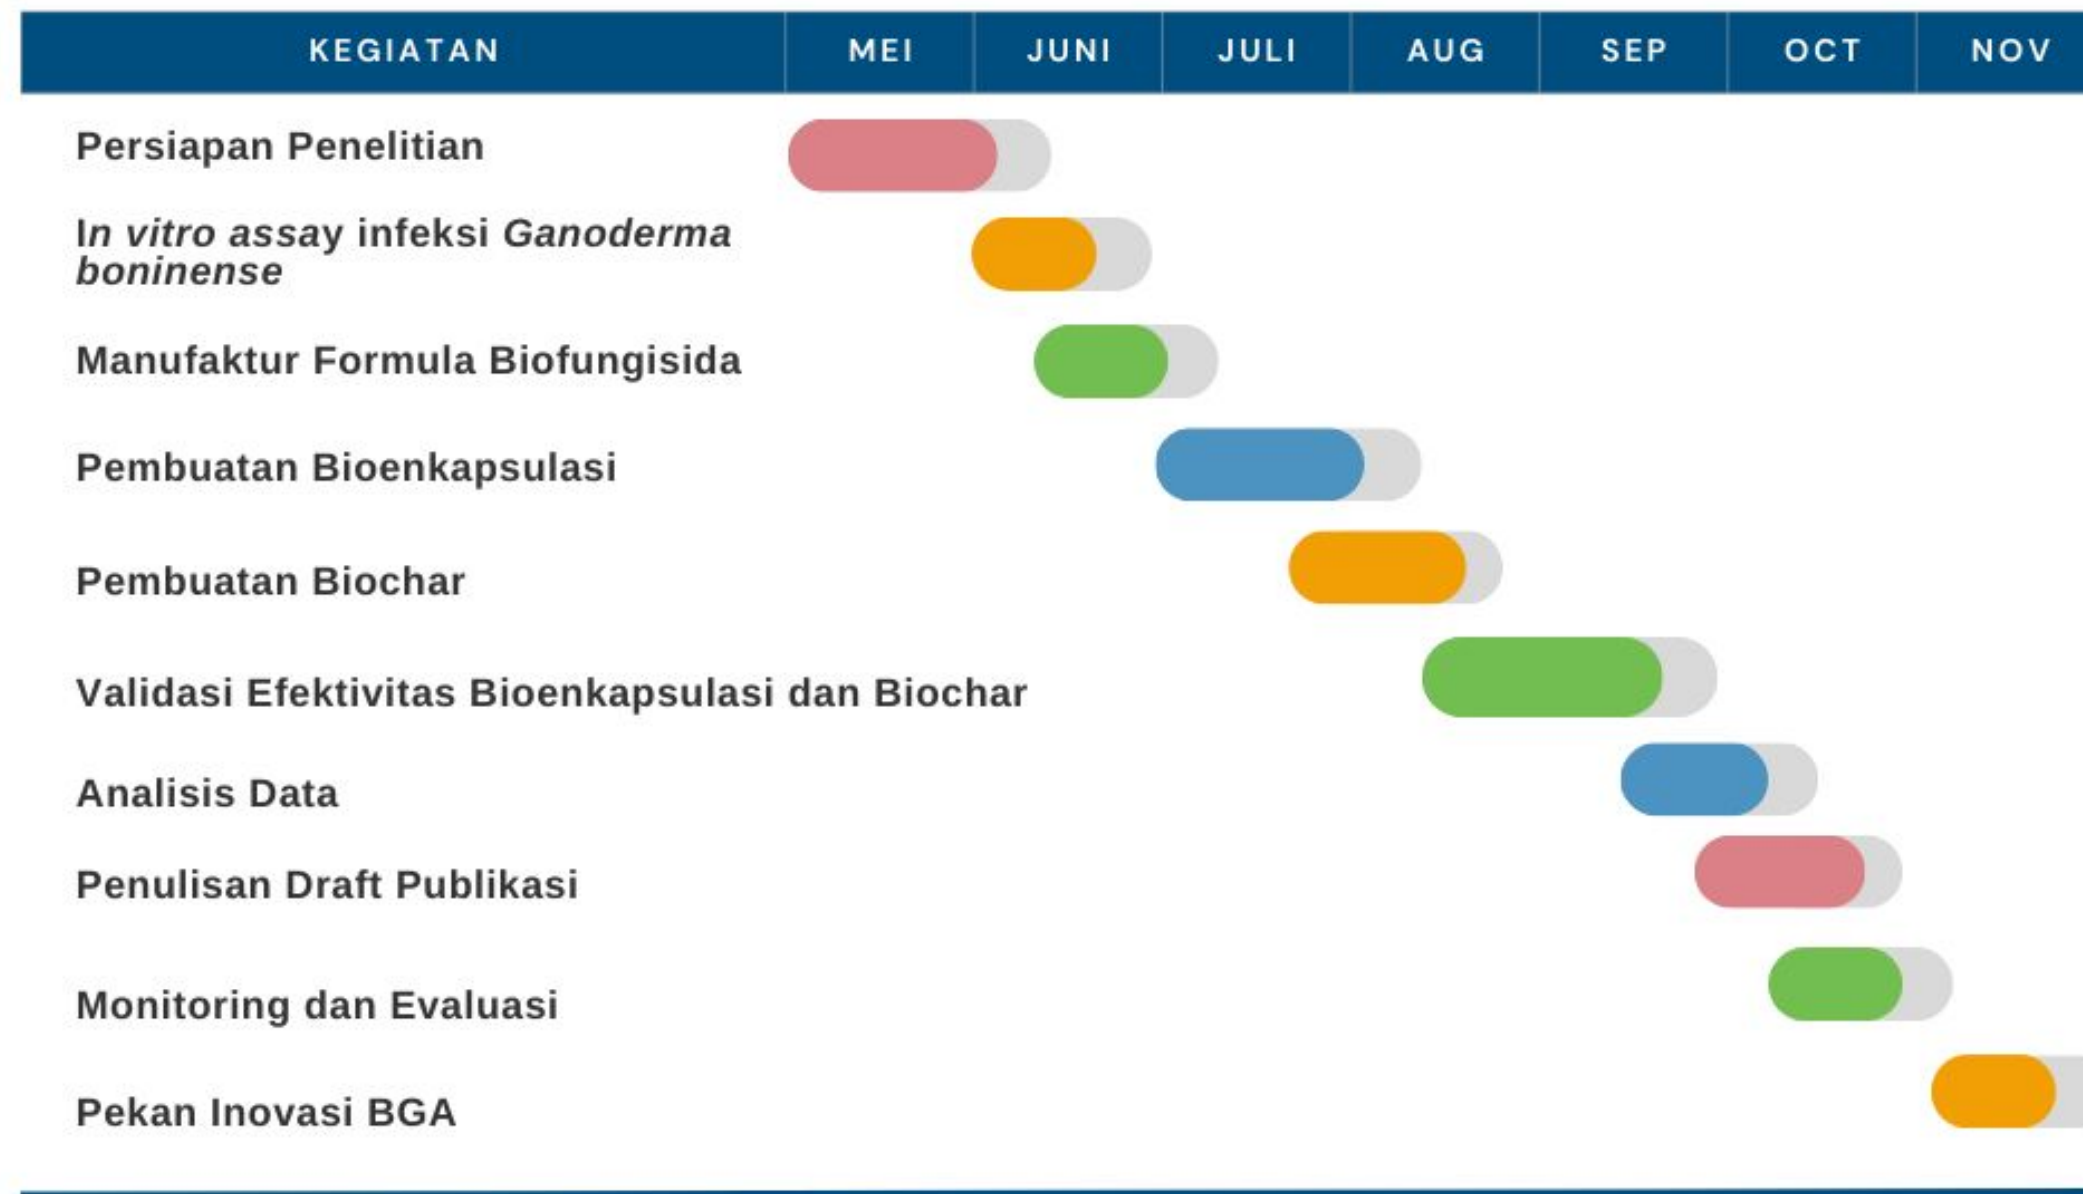 KEGIATAN MEI JUNI JULI AUG SEP OCT NOV
Persiapan Penelitian
In vitro assay infeksi Ganoderma
boninense
Manufaktur Formula Biofungisida
Pembuatan Bioenkapsulasi
Pembuatan Biochar
Validasi Efektivitas Bioenkapsulasi dan Biochar
Analisis Data
Penulisan Draft Publikasi
Monitoring dan Evaluasi
Pekan Inovasi BGA